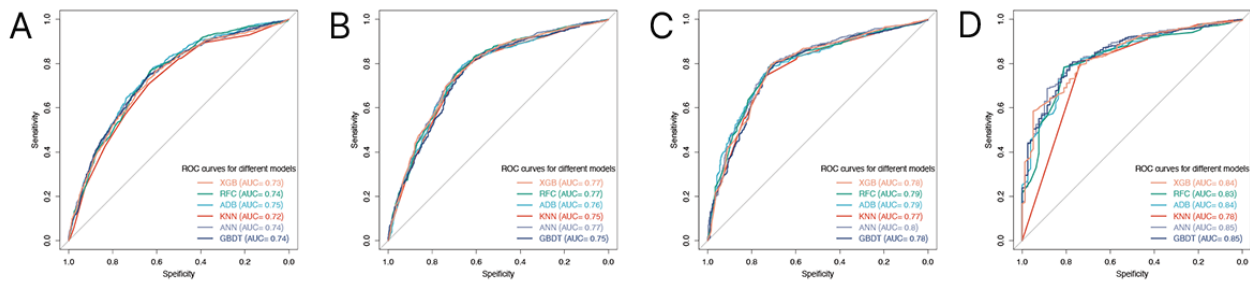 A
Sensitivity
1.0
0.8
0.6
0.4
0.2
0.0
ROC curves for different models
XGB (AUC= 0.73)
RFC (AUC= 0.74)
ADB (AUC= 0.75)
KNN (AUC= 0.72)
ANN (AUC= 0.74)
GBDT (AUC= 0.74)
1.0 0.8 0.6 0.4 0.2 0.0
Speificity
B
Sensitivity
1.0
0.8
0.6
0.4
0.2
0.0
ROC curves for different models
XGB (AUC= 0.77)
RFC (AUC= 0.77)
ADB (AUC= 0.76)
KNN (AUC= 0.75)
ANN (AUC= 0.77)
GBDT (AUC= 0.75)
1.0 0.8 0.6 0.4 0.2 0.0
Speificity
C
Sensitivity
1.0
0.8
0.6
0.4
0.2
0.0
ROC curves for different models
XGB (AUC= 0.78)
RFC (AUC= 0.79)
ADB (AUC= 0.79)
KNN (AUC= 0.77)
ANN (AUC= 0.8)
GBDT (AUC= 0.78)
1.0 0.8 0.6 0.4 0.2 0.0
Speificity
D
Sensitivity
1.0
0.8
0.6
0.4
0.2
0.0
ROC curves for different models
XGB (AUC= 0.84)
RFC (AUC= 0.83)
ADB (AUC= 0.84)
KNN (AUC= 0.78)
ANN (AUC= 0.85)
GBDT (AUC= 0.85)
1.0 0.8 0.6 0.4 0.2 0.0
Speificity